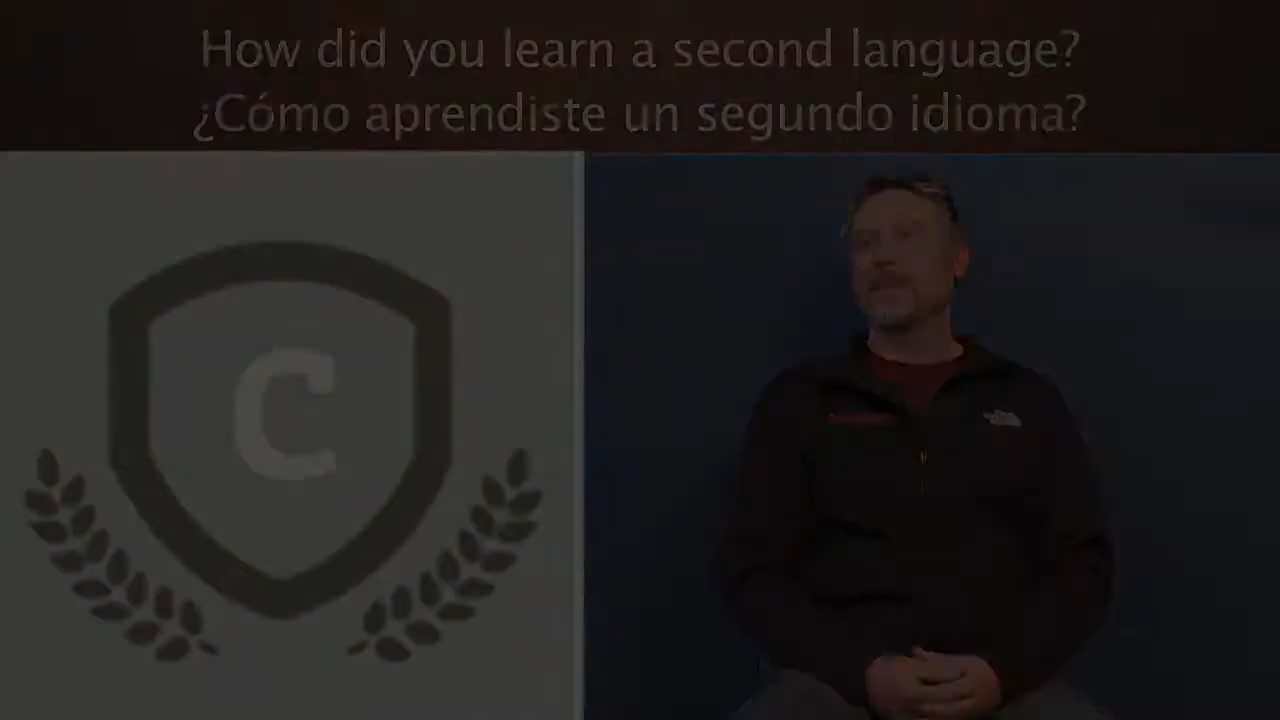 How did you learn a second language?
¿Cómo aprendiste un segundo idioma?
C